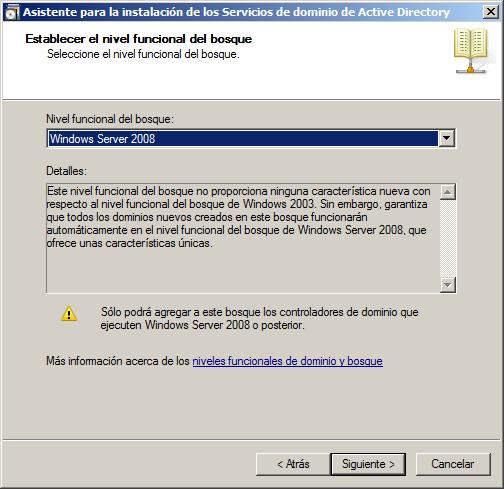 Asistente para la instalación de los Servicios de dominio de Active Directory
Establecer el nivel funcional del bosque
Seleccione el nivel funcional del bosque.
Nivel funcional del bosque:
Windows Server 2008
Detalles:
Este nivel funcional del bosque no proporciona ninguna característica nueva con
respecto al nivel funcional del bosque de Windows 2003. Sin embargo, garantiza
que todos los dominios nuevos creados en este bosque funcionarán
automáticamente en el nivel funcional del bosque de Windows Server 2008, que
ofrece unas características únicas.
Sólo podrá agregar a este bosque los controladores de dominio que
ejecuten Windows Server 2008 o posterior.
Más información acerca de los niveles funcionales de dominio y bosque
< Atrás
Siguiente >
Cancelar